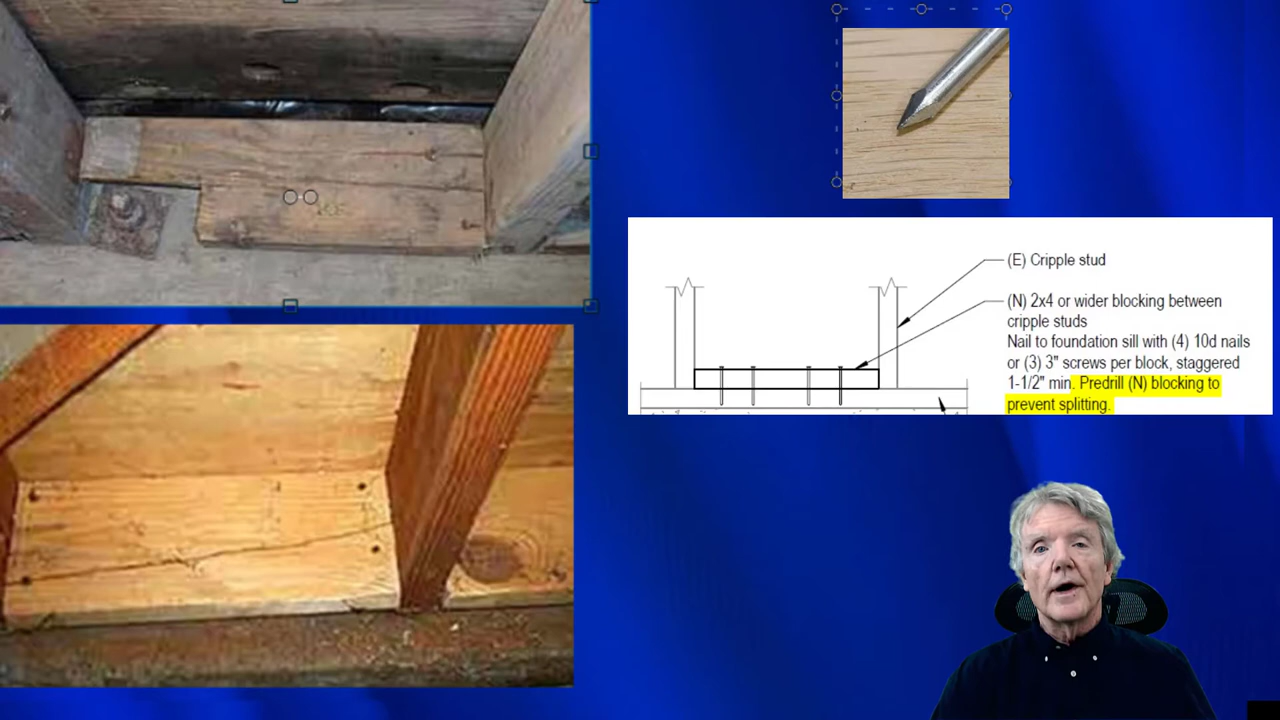 (E) Cripple stud
(N) 2x4 or wider blocking between
cripple studs
Nail to foundation sill with (4) 10d nails
or (3) 3" screws per block, staggered
1-1/2" min. Predrill (N) blocking to
prevent splitting.